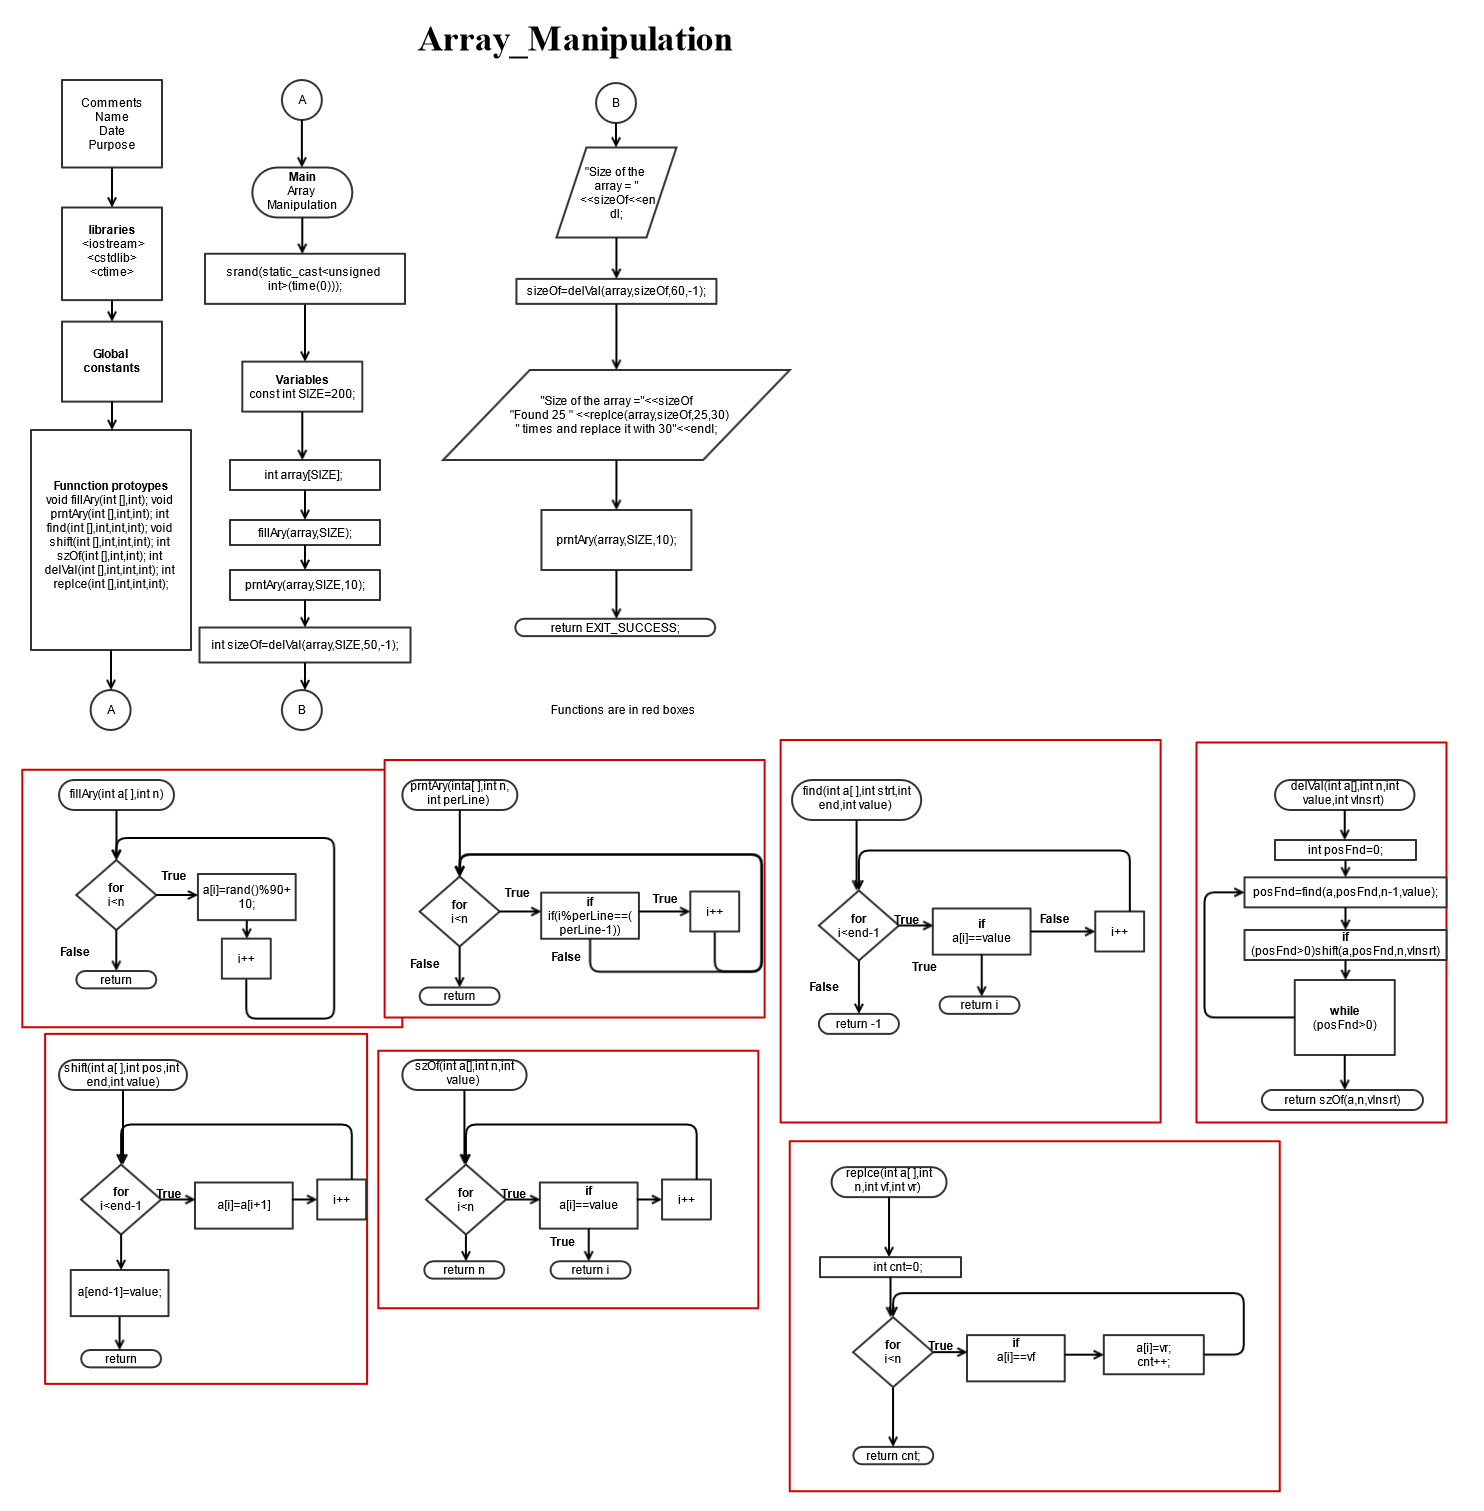 Array_Manipulation
Comments
Name
Date
Purpose
libraries
<iostream>
<cstdlib>
<ctime>
Global
constants
Funnction protoypes
void fillAry(int [],int); void
prntAry(int [],int,int); int
find(int [],int,int,int); void
shift(int [],int,int,int); int
szOf(int [],int,int); int
delVal(int [],int,int,int); int
replce(int [],int,int,int);
A
A
Main
Array
Manipulation
srand(static_cast<unsigned
int>(time(0)));
Variables
const int SIZE=200;
int array[SIZE];
fillAry(array,SIZE);
prntAry(array,SIZE,10);
int sizeOf=delVal(array,SIZE,50,-1);
B
B
"Size of the
array = "
<<sizeOf<<en
dl;
sizeOf=delVal(array,sizeOf,60,-1);
"Size of the array ="<<sizeOf
"Found 25 " <<replce(array,sizeOf,25,30)
" times and replace it with 30"<<endl;
prntAry(array,SIZE,10);
return EXIT_SUCCESS;
Functions are in red boxes
fillAry(int a[ ],int n)
for
i<n
True
a[i]=rand()%90+
10;
i++
False
return
prntAry(inta[ ],int n,
int perLine)
for
i<n
True
if
if(i%perLine==(
perLine-1))
True
i++
False
False
return
find(int a[ ],int strt,int
end,int value)
for
i<end-1
True
if
a[i]==value
False
i++
True
return i
False
return -1
delVal(int a[],int n,int
value,int vInsrt)
int posFnd=0;
posFnd=find(a,posFnd,n-1,value);
if
(posFnd>0)shift(a,posFnd,n,vInsrt)
while
(posFnd>0)
return szOf(a,n,vInsrt)
shift(int a[ ],int pos,int
end,int value)
for
i<end-1
True
a[i]=a[i+1]
i++
a[end-1]=value;
return
szOf(int a[],int n,int
value)
for
i<n
True
if
a[i]==value
i++
True
return n
return i
replce(int a[ ],int
n,int vf,int vr)
int cnt=0;
for
i<n
True
if
a[i]==vf
a[i]=vr;
cnt++;
return cnt;